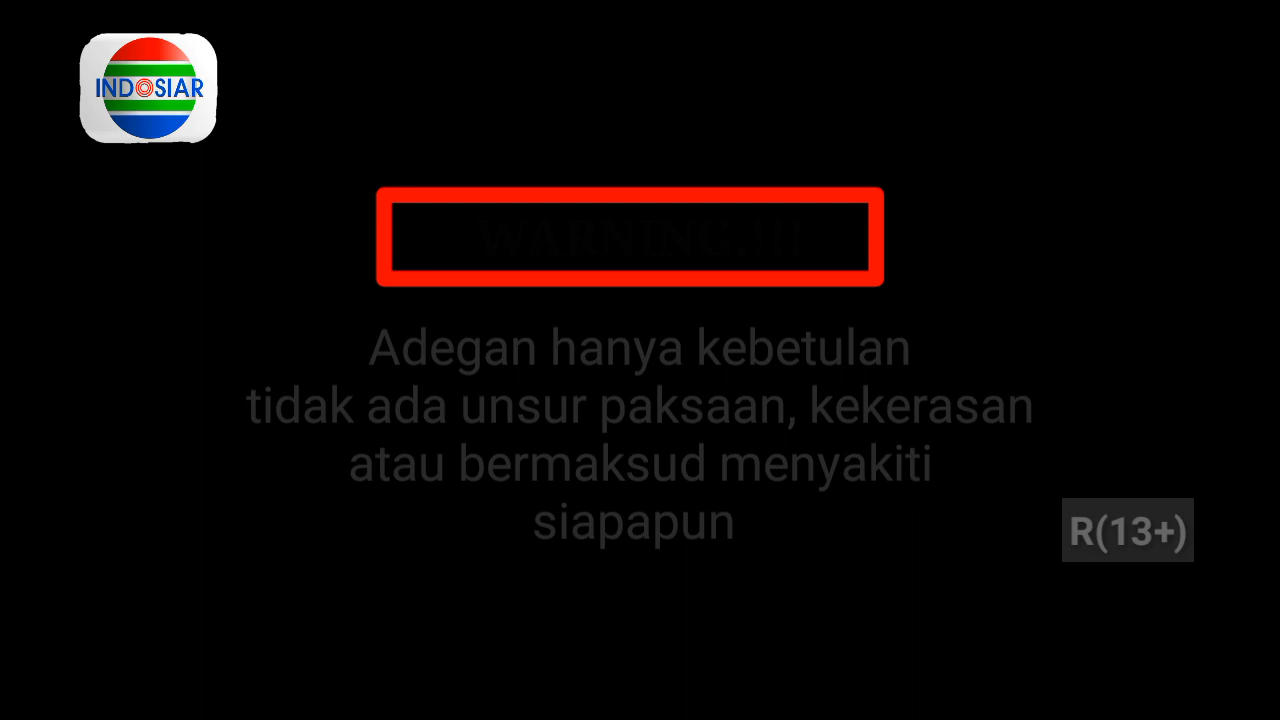 INDOSIAR
WARNING.!!!
Adegan hanya kebetulan
tidak ada unsur paksaan, kekerasan
atau bermaksud menyakiti
siapapun
R(13+)